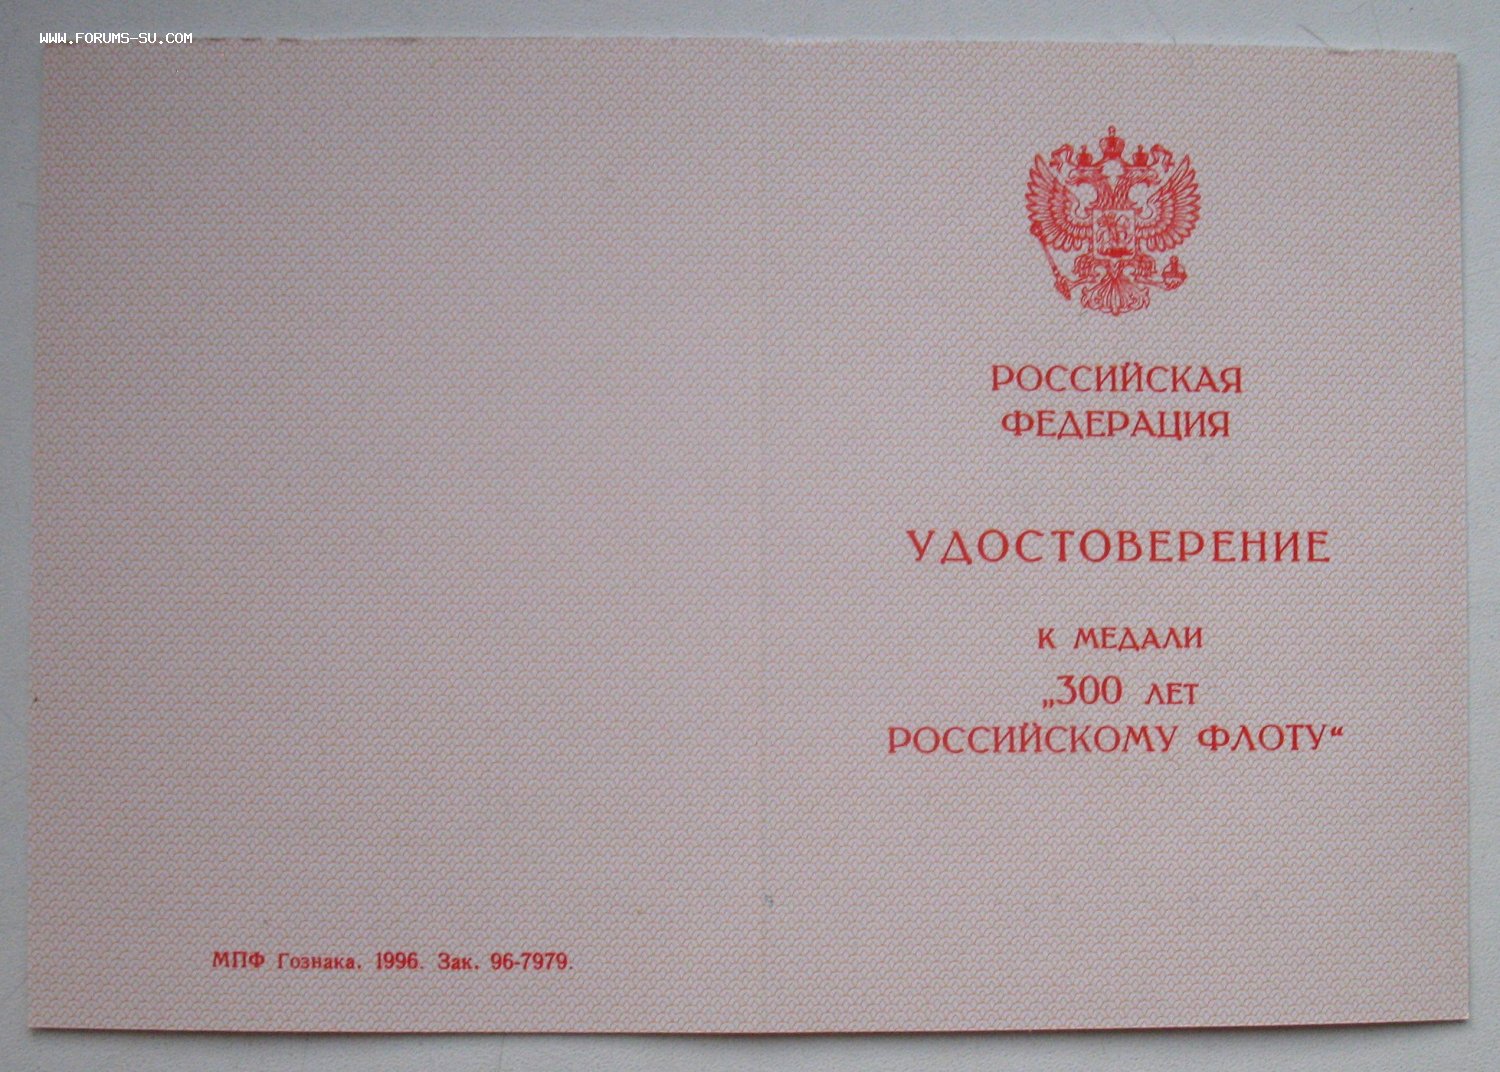 WWW.FORUMS-SU.COM
РОССИЙСКАЯ
ФЕДЕРАЦИЯ
УДОСТОВЕРЕНИЕ
К МЕДАЛИ
„300 ЛЕТ
РОССИЙСКОМУ ФЛОТУ“
МПФ Гознака. 1996. Зак. 96-7979.